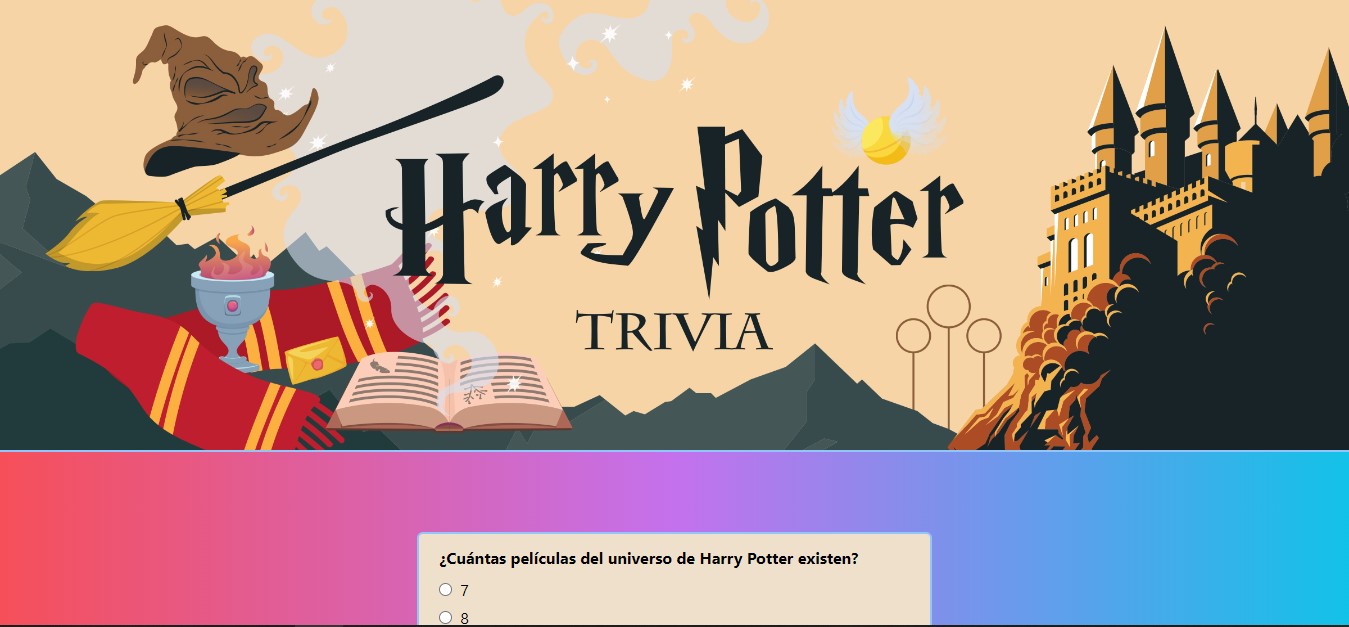 Harry Potter
TRIVIA
¿Cuántas películas del universo de Harry Potter existen?
7
8